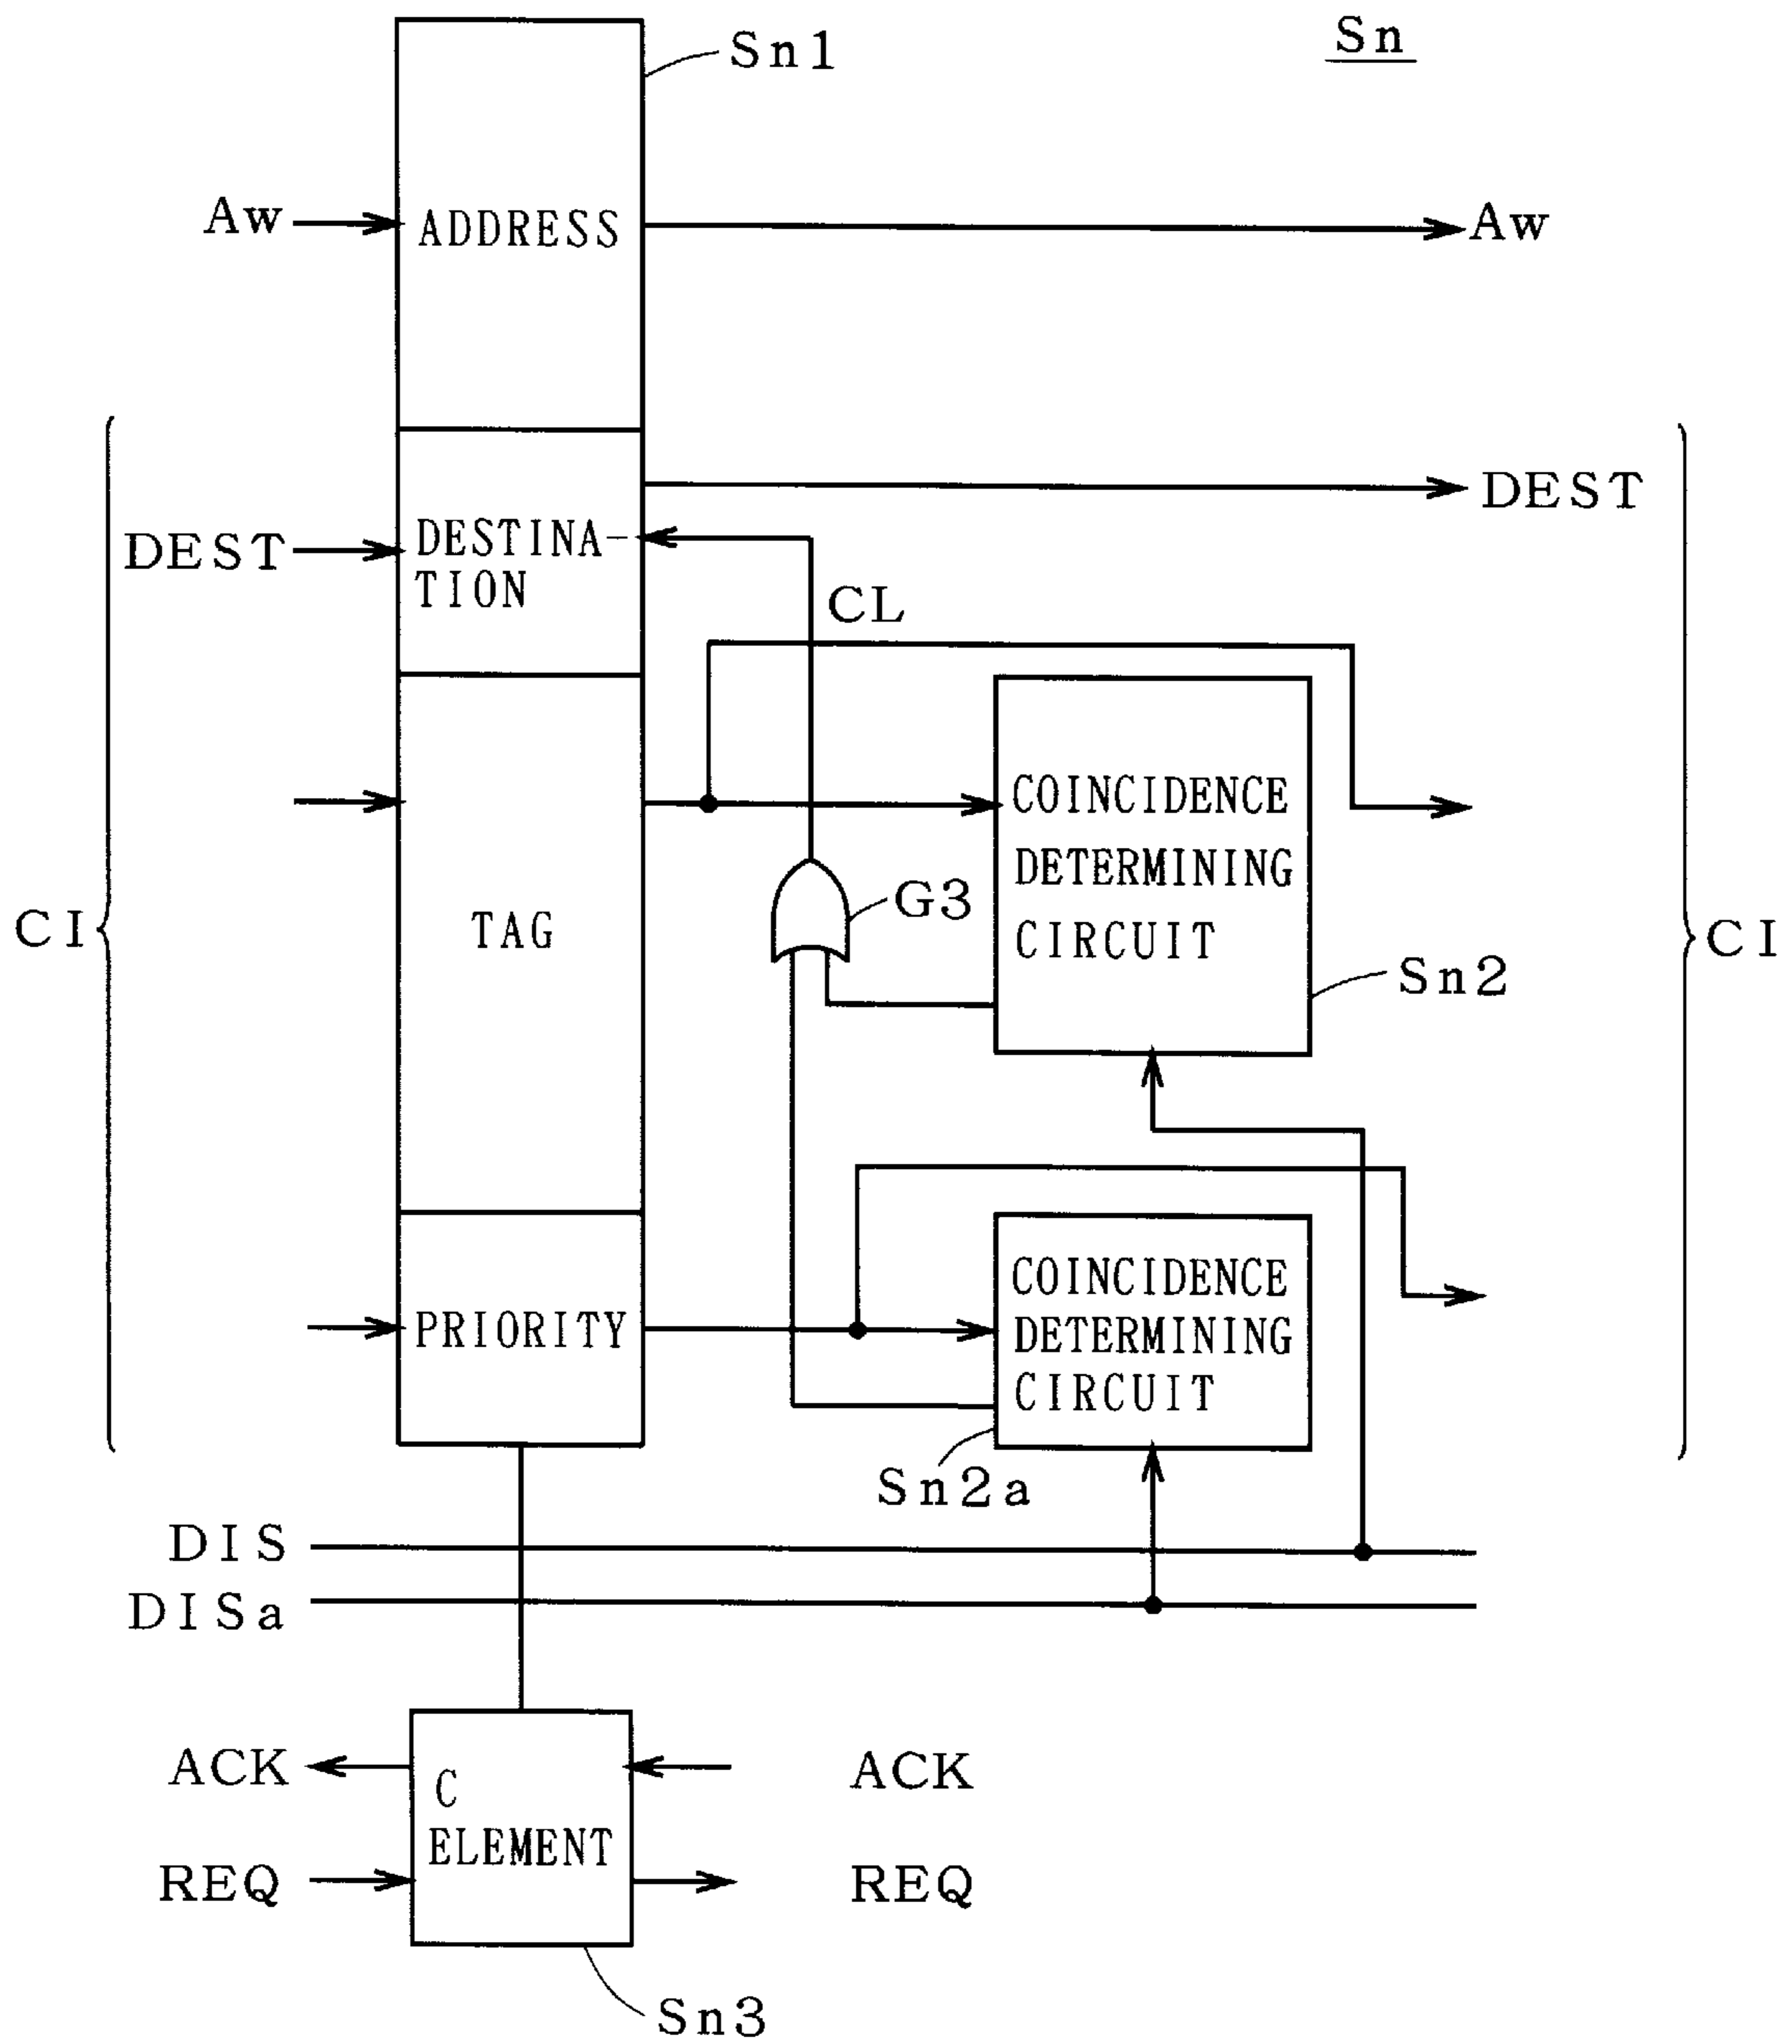 Sn
Sn1
Aw
ADDRESS
Aw
DEST
DEST
DESTINA-
TION
CL
COINCIDENCE
DETERMINING
CIRCUIT
G3
CI
TAG
CI
Sn2
COINCIDENCE
DETERMINING
CIRCUIT
PRIORITY
Sn2a
DIS
DISa
ACK
C
ELEMENT
ACK
REQ
REQ
Sn3